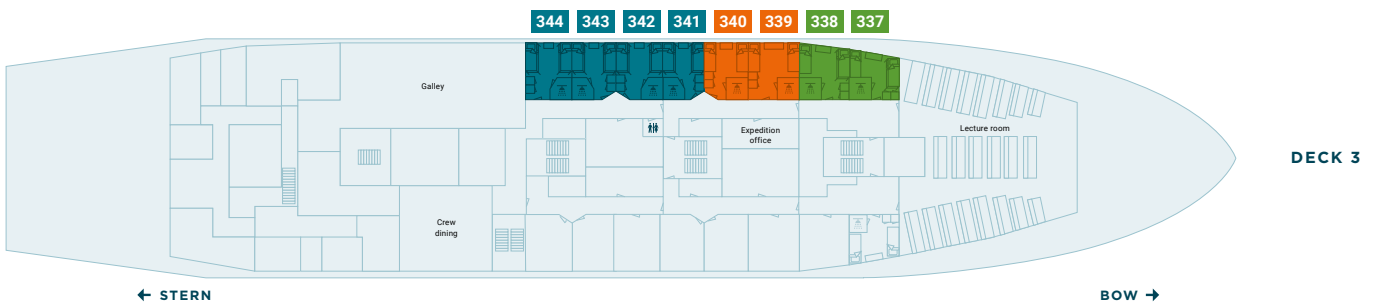 344 343 342 341 340 339 338 337
Galley
Expedition
office
Lecture room
DECK 3
Crew
dining
← STERN
BOW →